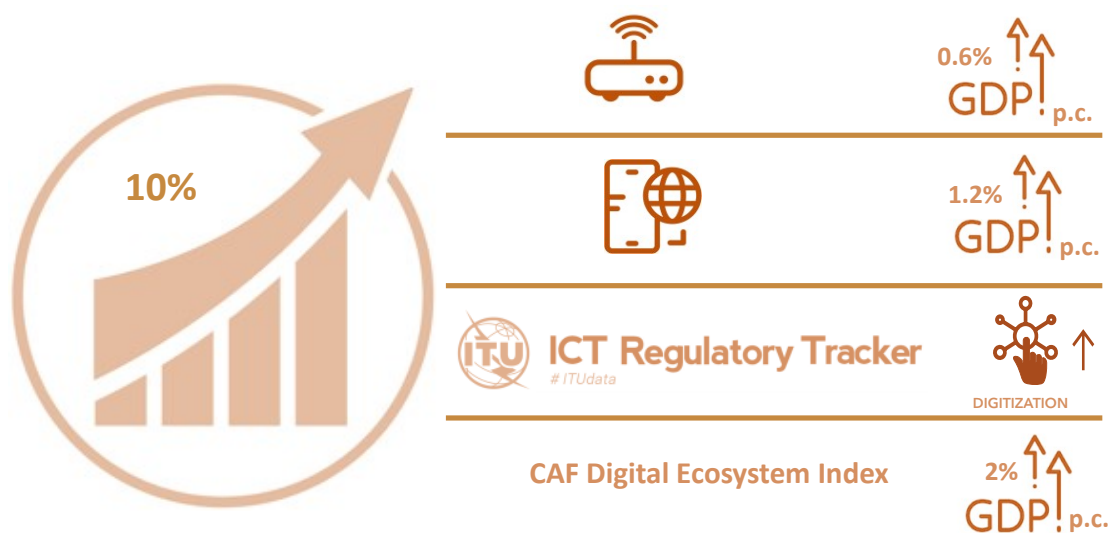 10%
0.6%
GDP
p.c.
1.2%
GDP
p.c.
ITU
ICT Regulatory Tracker
# ITUdata
DIGITIZATION
CAF Digital Ecosystem Index
2%
GDP
p.c.